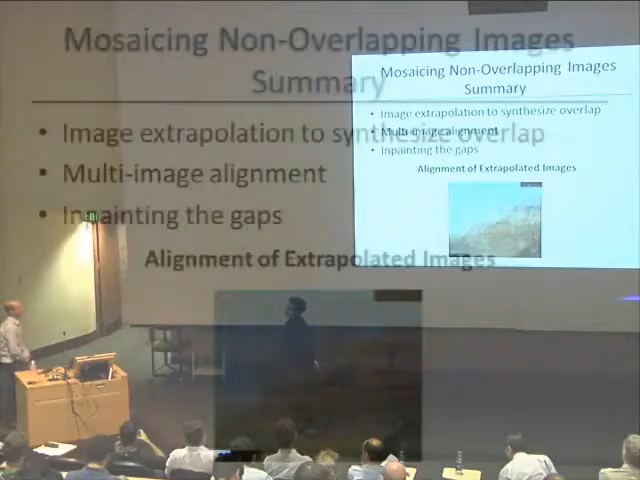 Mosaicing Non-Overlapping Images
Summary
• Image extrapolation to synthesize overlap
• Multi-image alignment
• Inpainting the gaps
Alignment of Extrapolated Images
Mosaicing Non-Overlapping Images
Summary
• Image extrapolation to synthesize overlap
• Multi-image alignment
• Inpainting the gaps
Alignment of Extrapolated Images